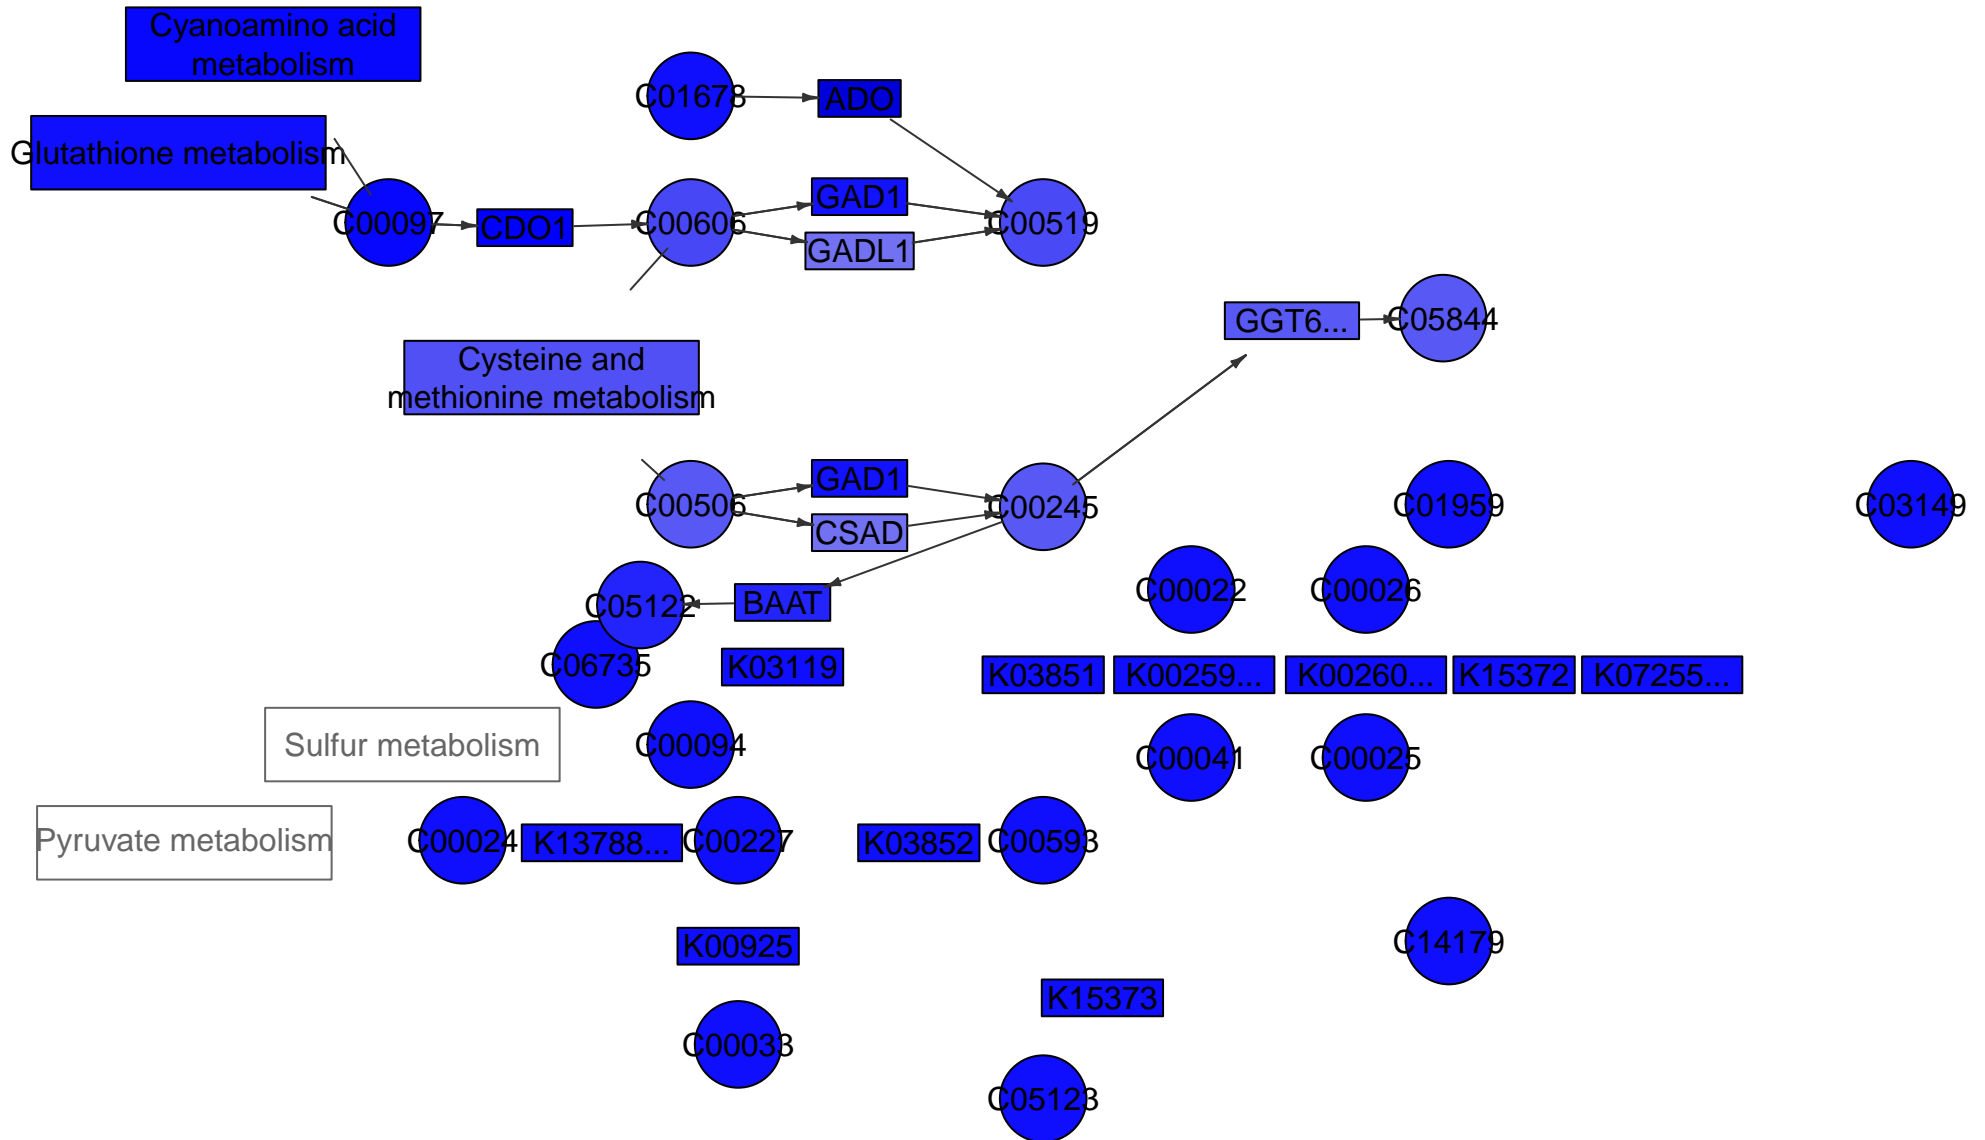 Cyanoamino acid
metabolism
C01678
ADO
Glutathione metabolism
C00097
CDO1
C00606
GAD1
GADL1
C00519
GGT6...
C05844
Cysteine and
methionine metabolism
C00506
GAD1
CSAD
C00245
C01959
C03149
C05122
BAAT
C00022
C00026
C06735
K03119
K03851
K00259...
K00260...
K15372
K07255...
Sulfur metabolism
C00094
C00041
C00025
Pyruvate metabolism
C00024
K13788...
C00227
K03852
C00593
K00925
C14179
K15373
C00033
C05123